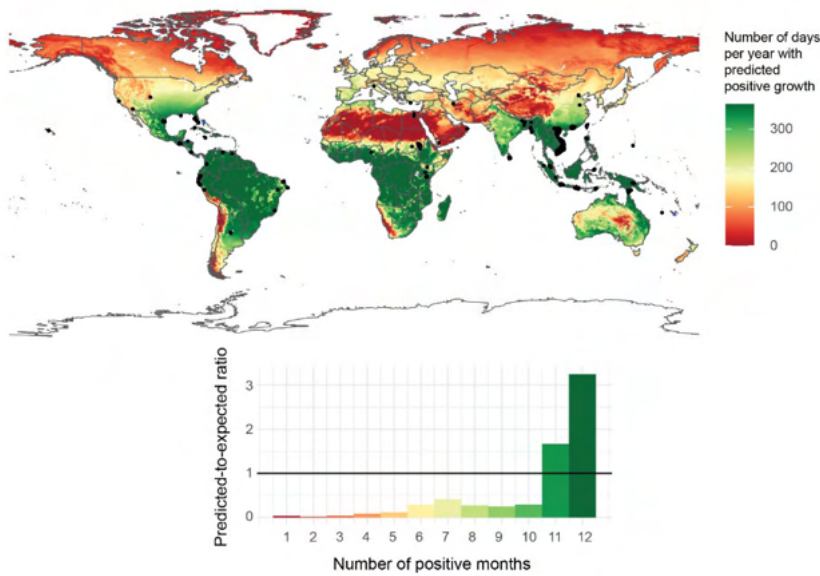 Number of days
per year with
predicted
positive growth
300
200
100
0
Predicted-to-expected ratio
3
2
1
0
1 2 3 4 5 6 7 8 9 10 11 12
Number of positive months